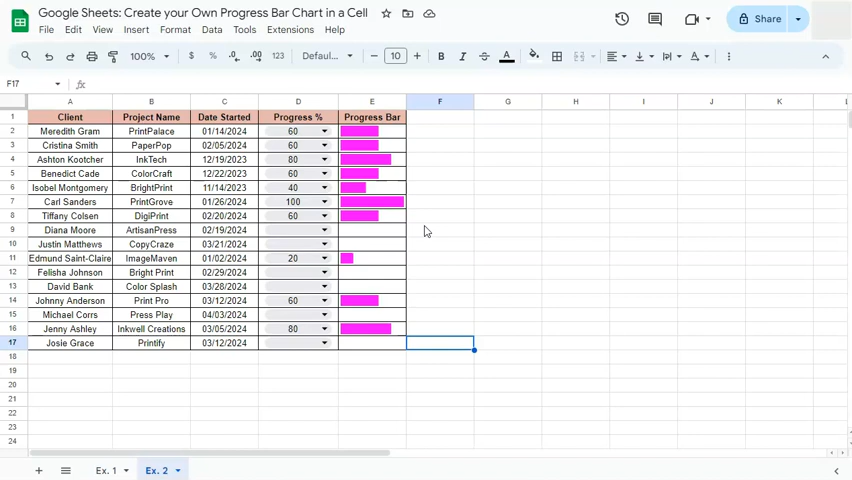 Google Sheets: Create your Own Progress Bar Chart in a Cell
File Edit View Insert Format Data Tools Extensions Help
Share
100% $ % .0 .00 123 Defaul... 10 B I A
F17 fx
A B C D E F G H I J K L
1 Client Project Name Date Started Progress % Progress Bar
2 Meredith Gram PrintPalace 01/14/2024 60
3 Cristina Smith PaperPop 02/05/2024 60
4 Ashton Kootcher InkTech 12/19/2023 80
5 Benedict Cade ColorCraft 12/22/2023 60
6 Isobel Montgomery BrightPrint 11/14/2023 40
7 Carl Sanders PrintGrove 01/26/2024 100
8 Tiffany Colsen DigiPrint 02/20/2024 60
9 Diana Moore ArtisanPress 02/19/2024
10 Justin Matthews CopyCraze 03/21/2024
11 Edmund Saint-Claire ImageMaven 01/02/2024 20
12 Felisha Johnson Bright Print 02/29/2024
13 David Bank Color Splash 03/28/2024
14 Johnny Anderson Print Pro 03/12/2024 60
15 Michael Corrs Press Play 04/03/2024
16 Jenny Ashley Inkwell Creations 03/05/2024 80
17 Josie Grace Printify 03/12/2024
18
19
20
21
22
23
24
Ex. 1 Ex. 2